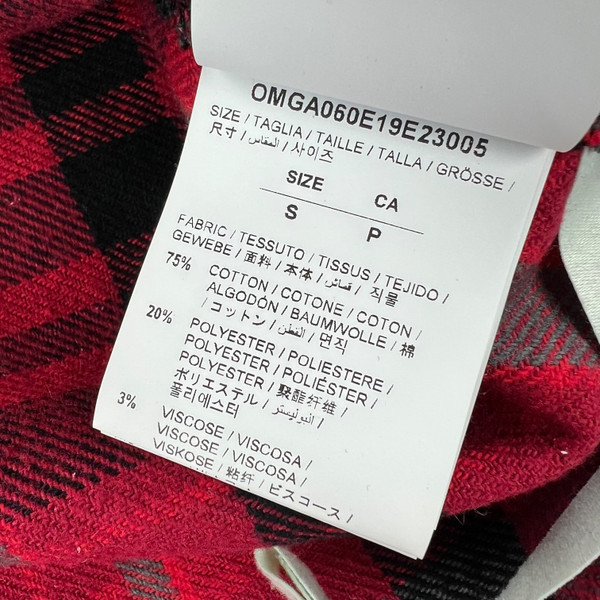 OMGA060E19E23005
SIZE / TAGLIA / TAILLE / TALLA / GRÖSSE /
尺寸 / المقاس / 사이즈
SIZE CA
S P
FABRIC / TESSUTO / TISSUS / TEJIDO /
GEWEBE / 面料 / 本体 / قماش / 직물
75% COTTON / COTONE / COTON /
ALGODÓN / BAUMWOLLE / 棉
/ コットン / القطن / 면직
20% POLYESTER / POLIESTERE /
POLYESTER / POLIÉSTER /
POLYESTER / 聚酯纤维 /
ポリエステル / البوليستر /
폴리에스터
3% VISCOSE / VISCOSA /
VISCOSE / VISCOSA /
VISKOSE / 粘纤 / ビスコース /